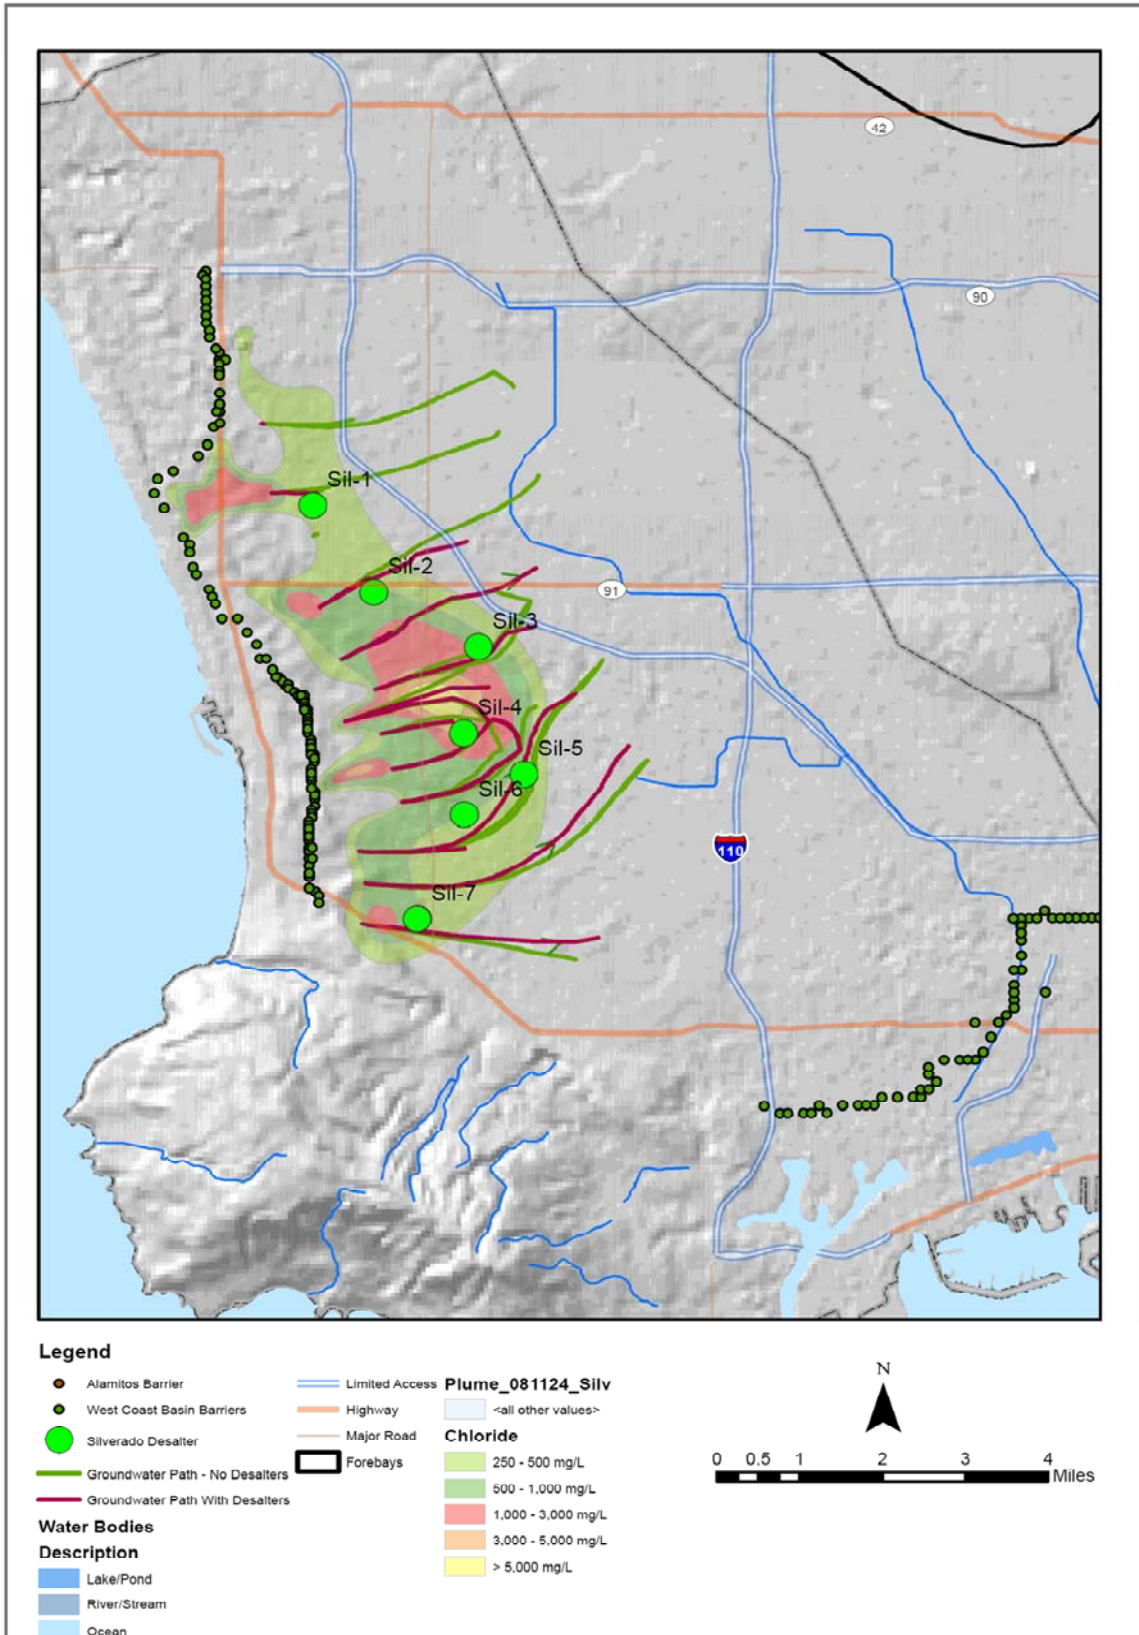 42
90
Sil-1
Sil-2
91
Sil-3
Sil-4
Sil-5
Sil-6
110
Sil-7
Legend
Alamitos Barrier
West Coast Basin Barriers
Silverado Desalter
Groundwater Path - No Desalters
Groundwater Path With Desalters
Water Bodies
Description
Lake/Pond
River/Stream
Ocean
Limited Access
Highway
Major Road
Forebays
Plume_081124_Silv
<all other values>
Chloride
250 - 500 mg/L
500 - 1,000 mg/L
1,000 - 3,000 mg/L
3,000 - 5,000 mg/L
> 5,000 mg/L
N
0 0.5 1 2 3 4
Miles